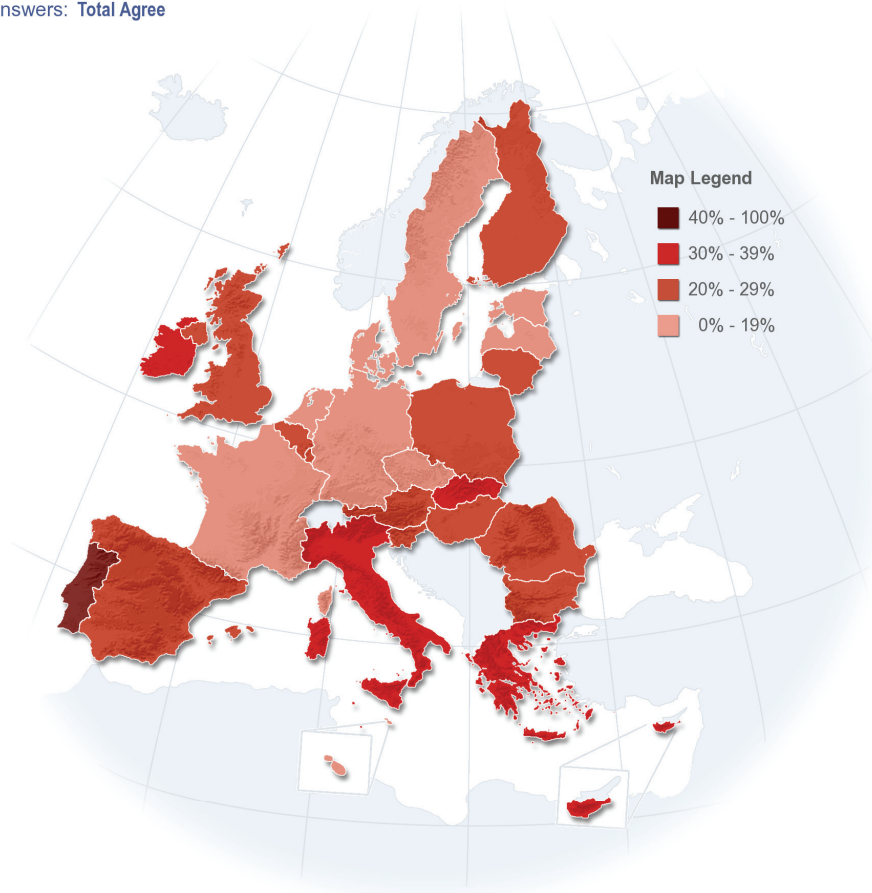 nswers: Total Agree
Map Legend
40% - 100%
30% - 39%
20% - 29%
0% - 19%